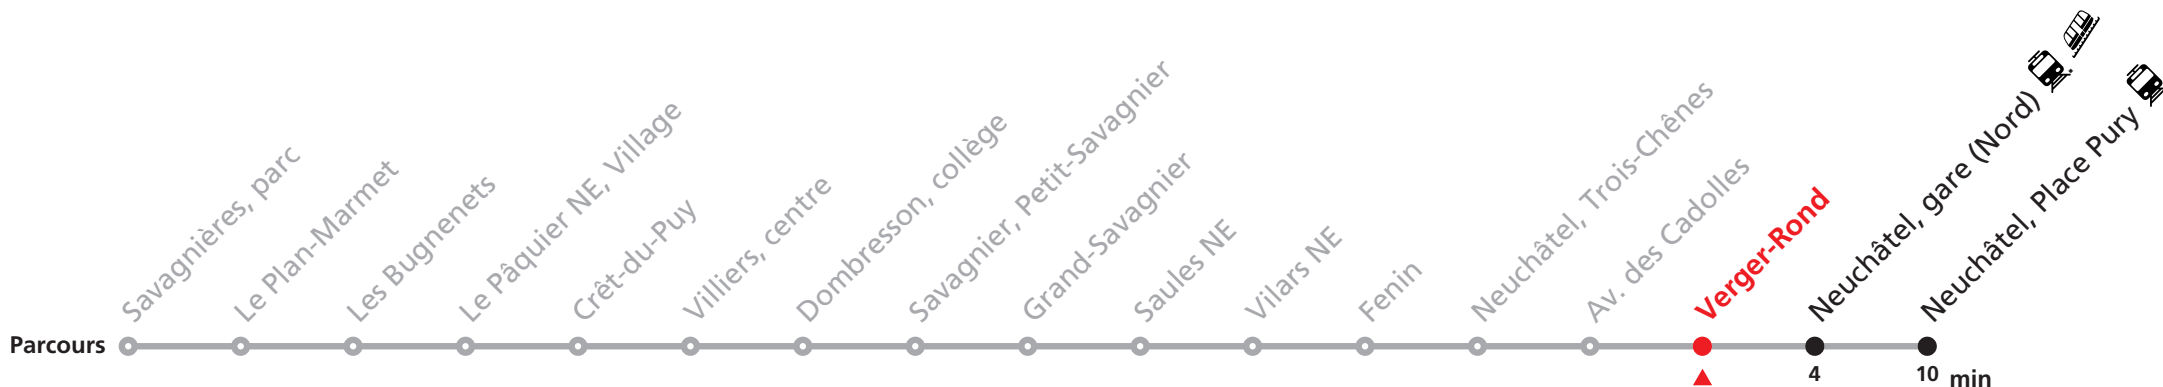 Savagnières, parc
Le Plan-Marmet
Les Bugnenets
Le Pâquier NE, Village
Crêt-du-Puy
Villiers, centre
Dombresson, collège
Savagnier, Petit-Savagnier
Grand-Savagnier
Saules NE
Vilars NE
Fenin
Neuchâtel, Trois-Chênes
Av. des Cadolles
Verger-Rond
Neuchâtel, gare (Nord)
Neuchâtel, Place Pury
Parcours
4 10 min